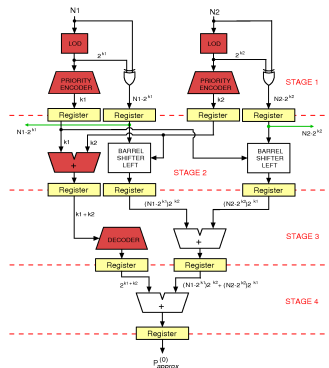 N1 N2
LOD LOD
2^k1 2^k2
PRIORITY ENCODER PRIORITY ENCODER
STAGE 1
k1 N1-2^k1 k2 N2-2^k2
Register Register Register Register
N1-2^k1 N2-2^k2
k1 k2
+
BARREL SHIFTER LEFT BARREL SHIFTER LEFT
STAGE 2
Register Register Register
(N1-2^k1)2^k2 (N2-2^k2)2^k1
k1+k2
DECODER + STAGE 3
Register Register
2^k1+k2 (N1-2^k1)2^k2 + (N2-2^k2)2^k1
+ STAGE 4
Register
P(0)approx